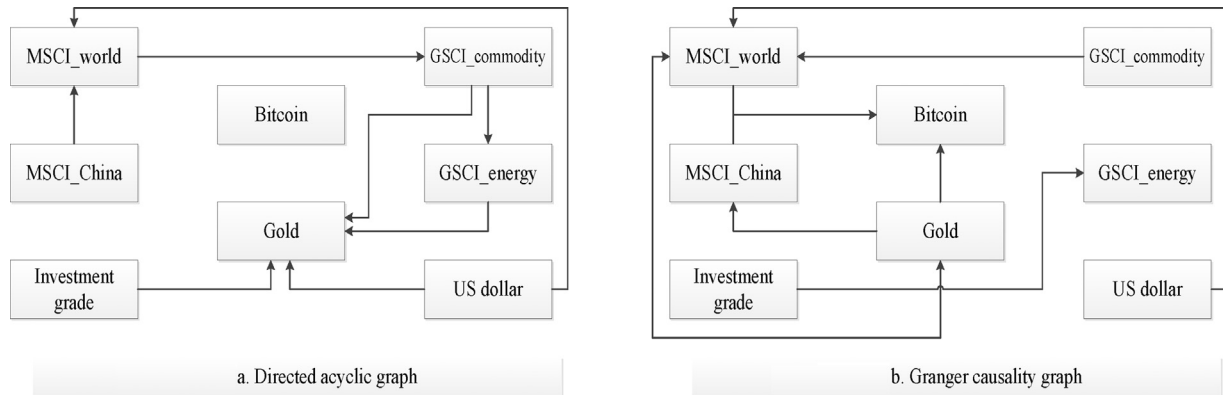 MSCI_world
GSCI_commodity
Bitcoin
MSCI_China
GSCI_energy
Gold
Investment
grade
US dollar
a. Directed acyclic graph
MSCI_world
GSCI_commodity
Bitcoin
MSCI_China
GSCI_energy
Gold
Investment
grade
US dollar
b. Granger causality graph